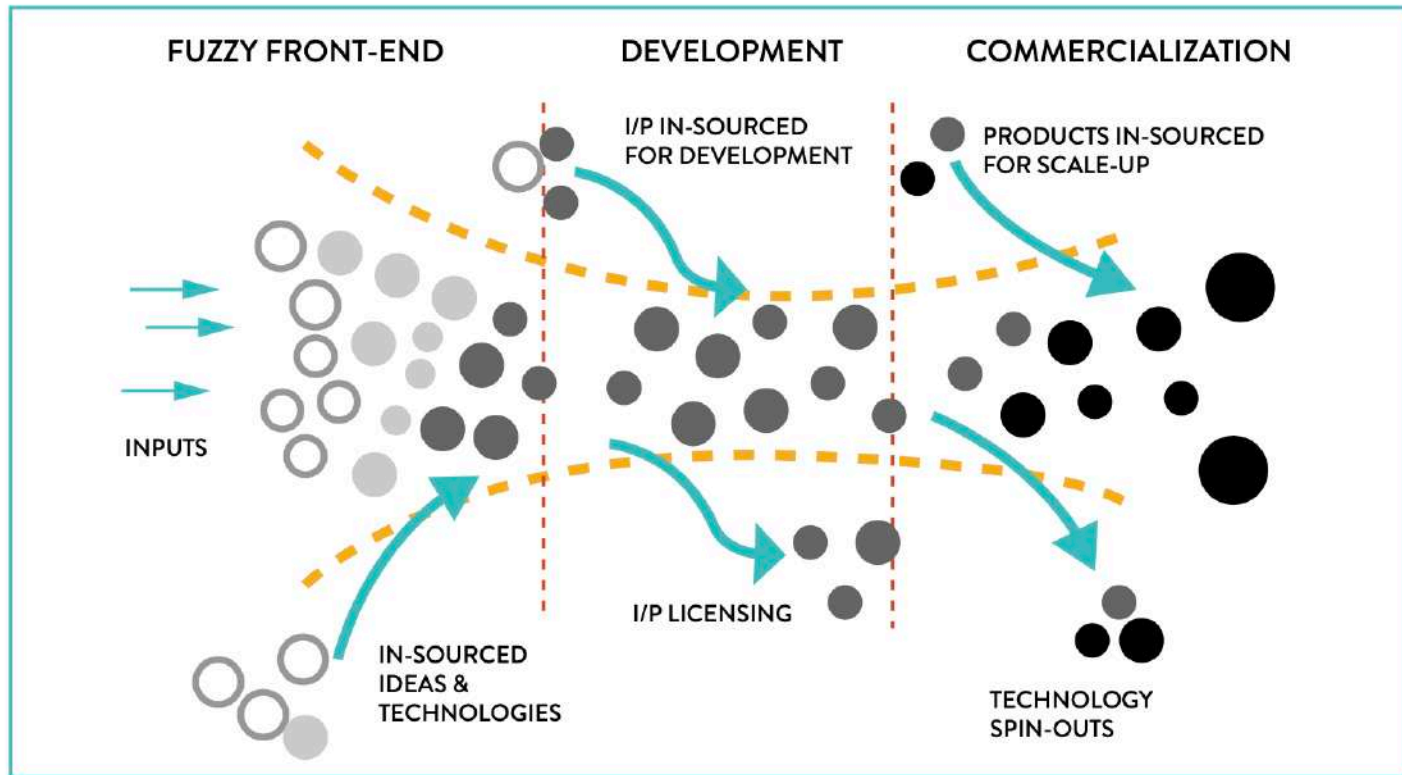 FUZZY FRONT-END
DEVELOPMENT
COMMERCIALIZATION
I/P IN-SOURCED
FOR DEVELOPMENT
PRODUCTS IN-SOURCED
FOR SCALE-UP
INPUTS
I/P LICENSING
IN-SOURCED
IDEAS &
TECHNOLOGIES
TECHNOLOGY
SPIN-OUTS